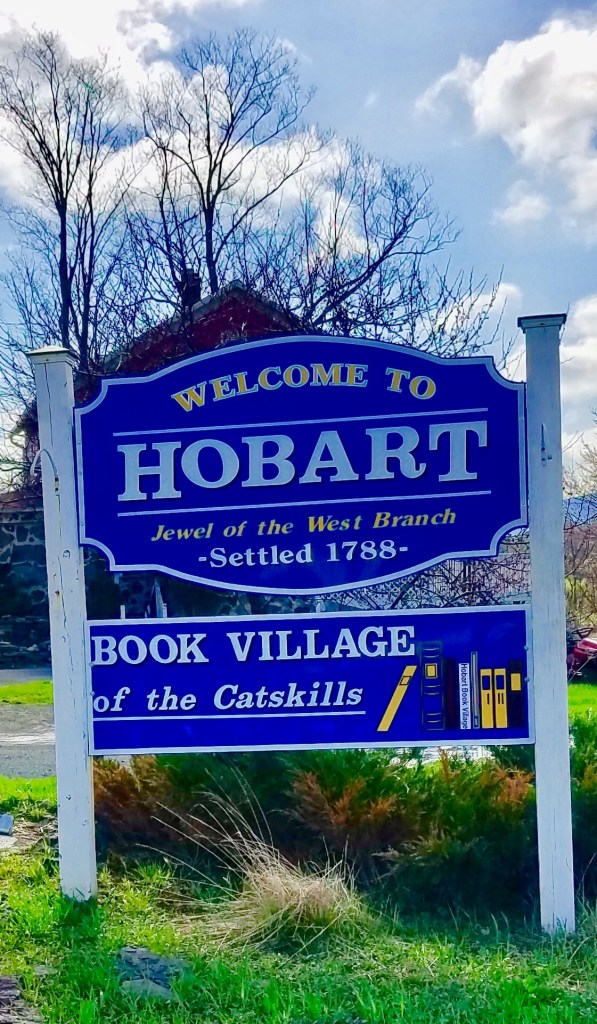 WELCOME TO
HOBART
Jewel of the West Branch
-Settled 1788-
BOOK VILLAGE
of the Catskills
Hobart Book Village